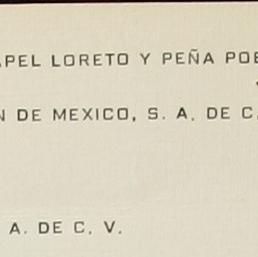 APEL LORETO Y PEÑA POB
N DE MEXICO, S. A. DE C.
A. DE C. V.